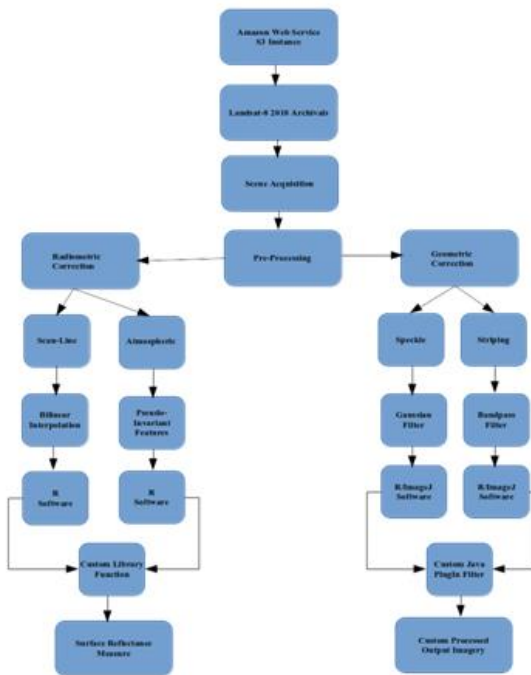 Amazon Web Service
S3 Instance
Landsat-8 2018 Archivals
Scene Acquisition
Radiometric
Correction
Pre-Processing
Geometric
Correction
Scan-Line
Atmospheric
Speckle
Striping
Bilinear
Interpolation
Pseudo-
Invariant
Features
Gaussian
Filter
Bandpass
Filter
R
Software
R
Software
R/ImageJ
Software
R/ImageJ
Software
Custom Library
Function
Custom Java
PlugIn Filter
Surface Reflectance
Measure
Custom Processed
Output Imagery